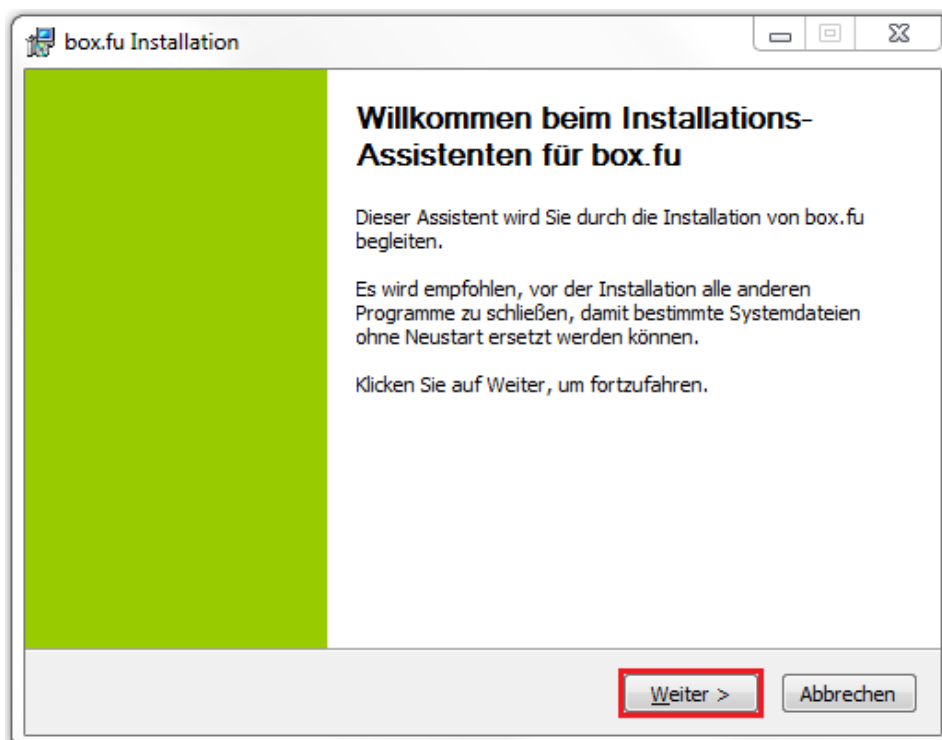 box.fu Installation
Willkommen beim Installations-
Assistenten für box.fu
Dieser Assistent wird Sie durch die Installation von box.fu
begleiten.
Es wird empfohlen, vor der Installation alle anderen
Programme zu schließen, damit bestimmte Systemdateien
ohne Neustart ersetzt werden können.
Klicken Sie auf Weiter, um fortzufahren.
Weiter >
Abbrechen